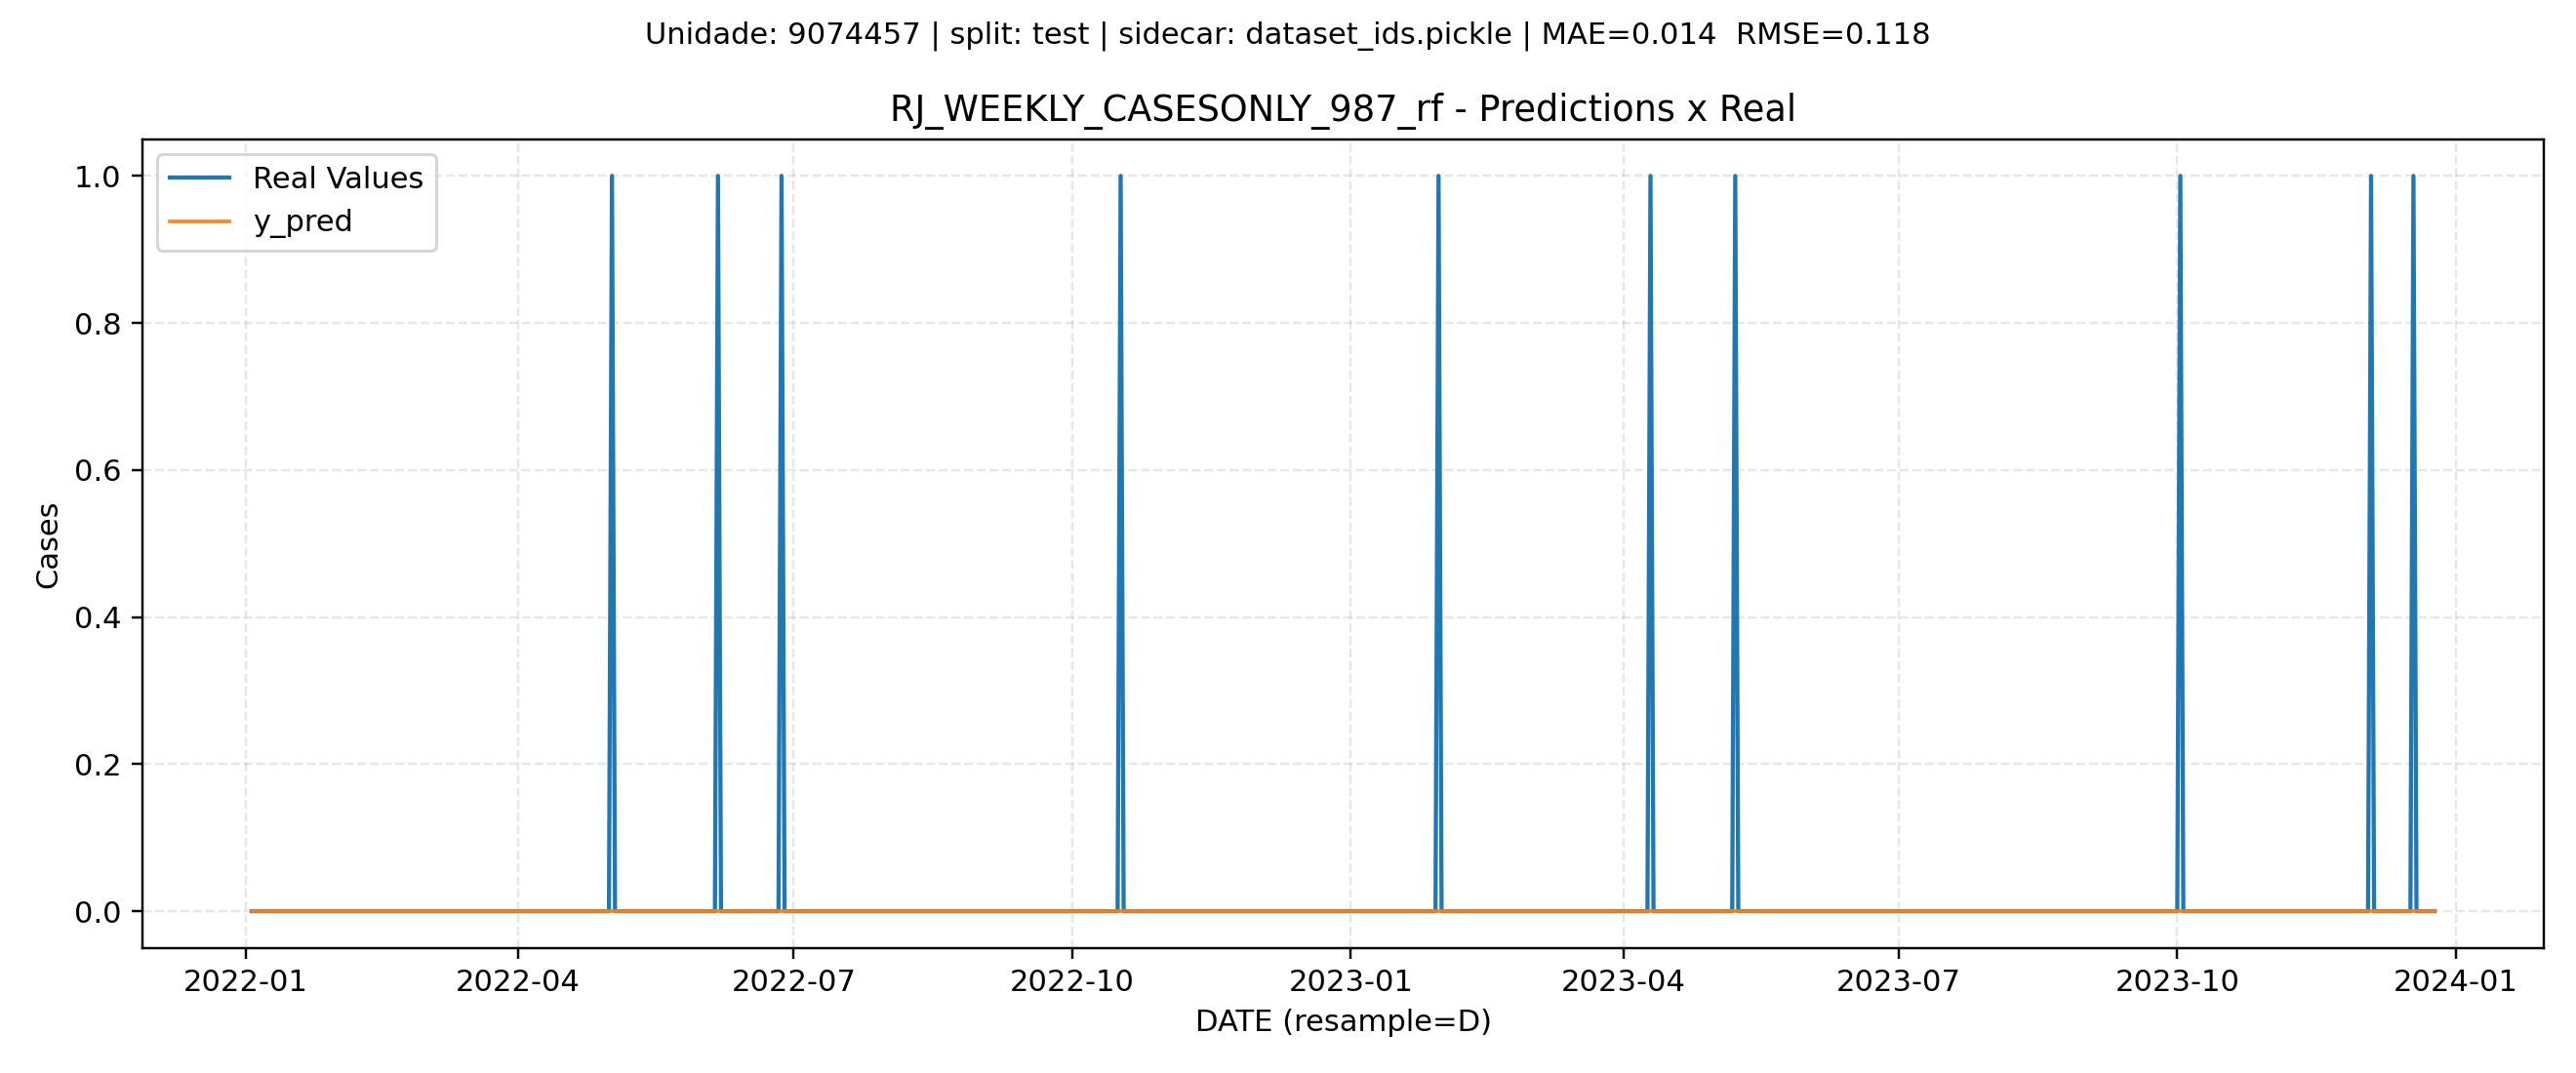 Unidade: 9074457 | split: test | sidecar: dataset_ids.pickle | MAE=0.014  RMSE=0.118
RJ_WEEKLY_CASESONLY_987_rf - Predictions x Real
Real Values
y_pred
1.0
0.8
0.6
0.4
0.2
0.0
Cases
2022-01 2022-04 2022-07 2022-10 2023-01 2023-04 2023-07 2023-10 2024-01
DATE (resample=D)